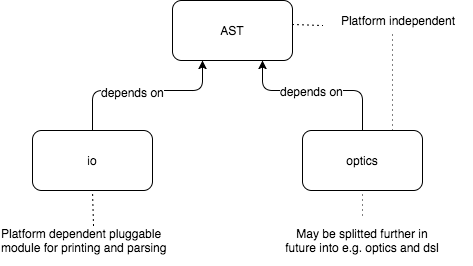 AST
Platform independent
depends on
depends on
io
optics
Platform dependent pluggable
module for printing and parsing
May be splitted further in
future into e.g. optics and dsl